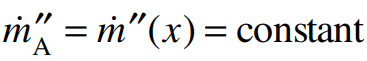 ṁ″_A = ṁ″(x) = constant